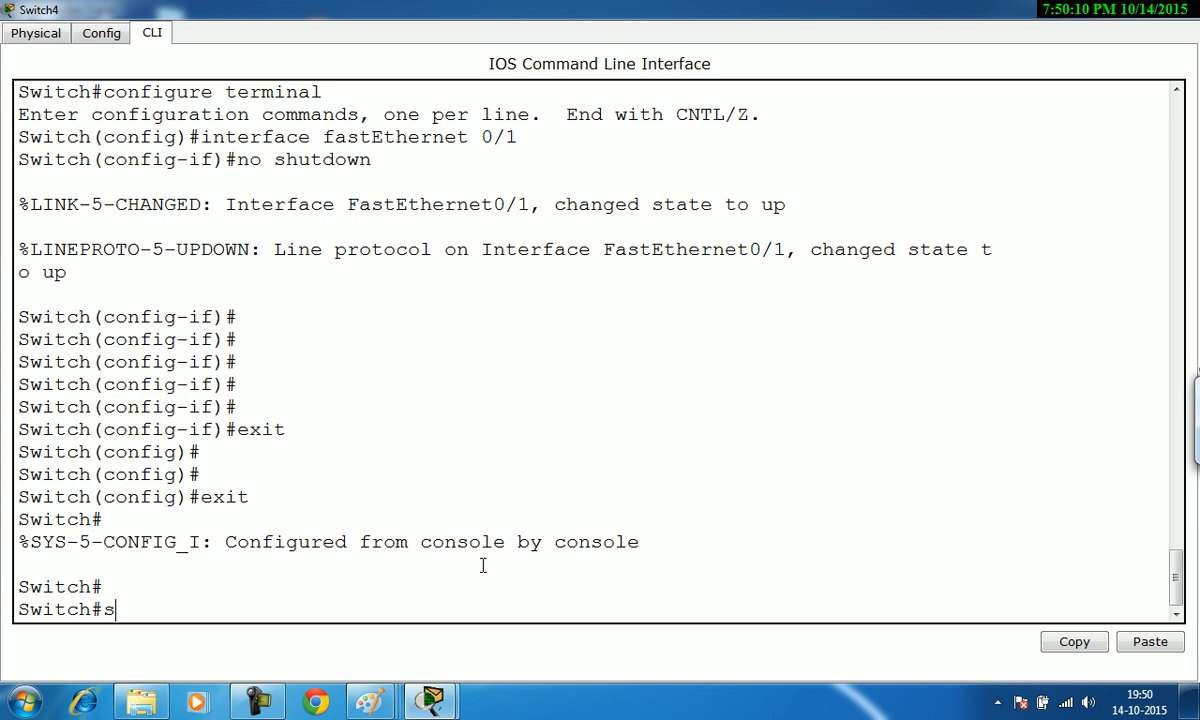 Switch4
7:50:10 PM 10/14/2015
Physical
Config
CLI
IOS Command Line Interface
Switch#configure terminal
Enter configuration commands, one per line.  End with CNTL/Z.
Switch(config)#interface fastEthernet 0/1
Switch(config-if)#no shutdown
%LINK-5-CHANGED: Interface FastEthernet0/1, changed state to up
%LINEPROTO-5-UPDOWN: Line protocol on Interface FastEthernet0/1, changed state t
o up
Switch(config-if)#
Switch(config-if)#
Switch(config-if)#
Switch(config-if)#
Switch(config-if)#
Switch(config-if)#exit
Switch(config)#
Switch(config)#
Switch(config)#exit
Switch#
%SYS-5-CONFIG_I: Configured from console by console
Switch#
Switch#s
Copy
Paste
19:50
14-10-2015